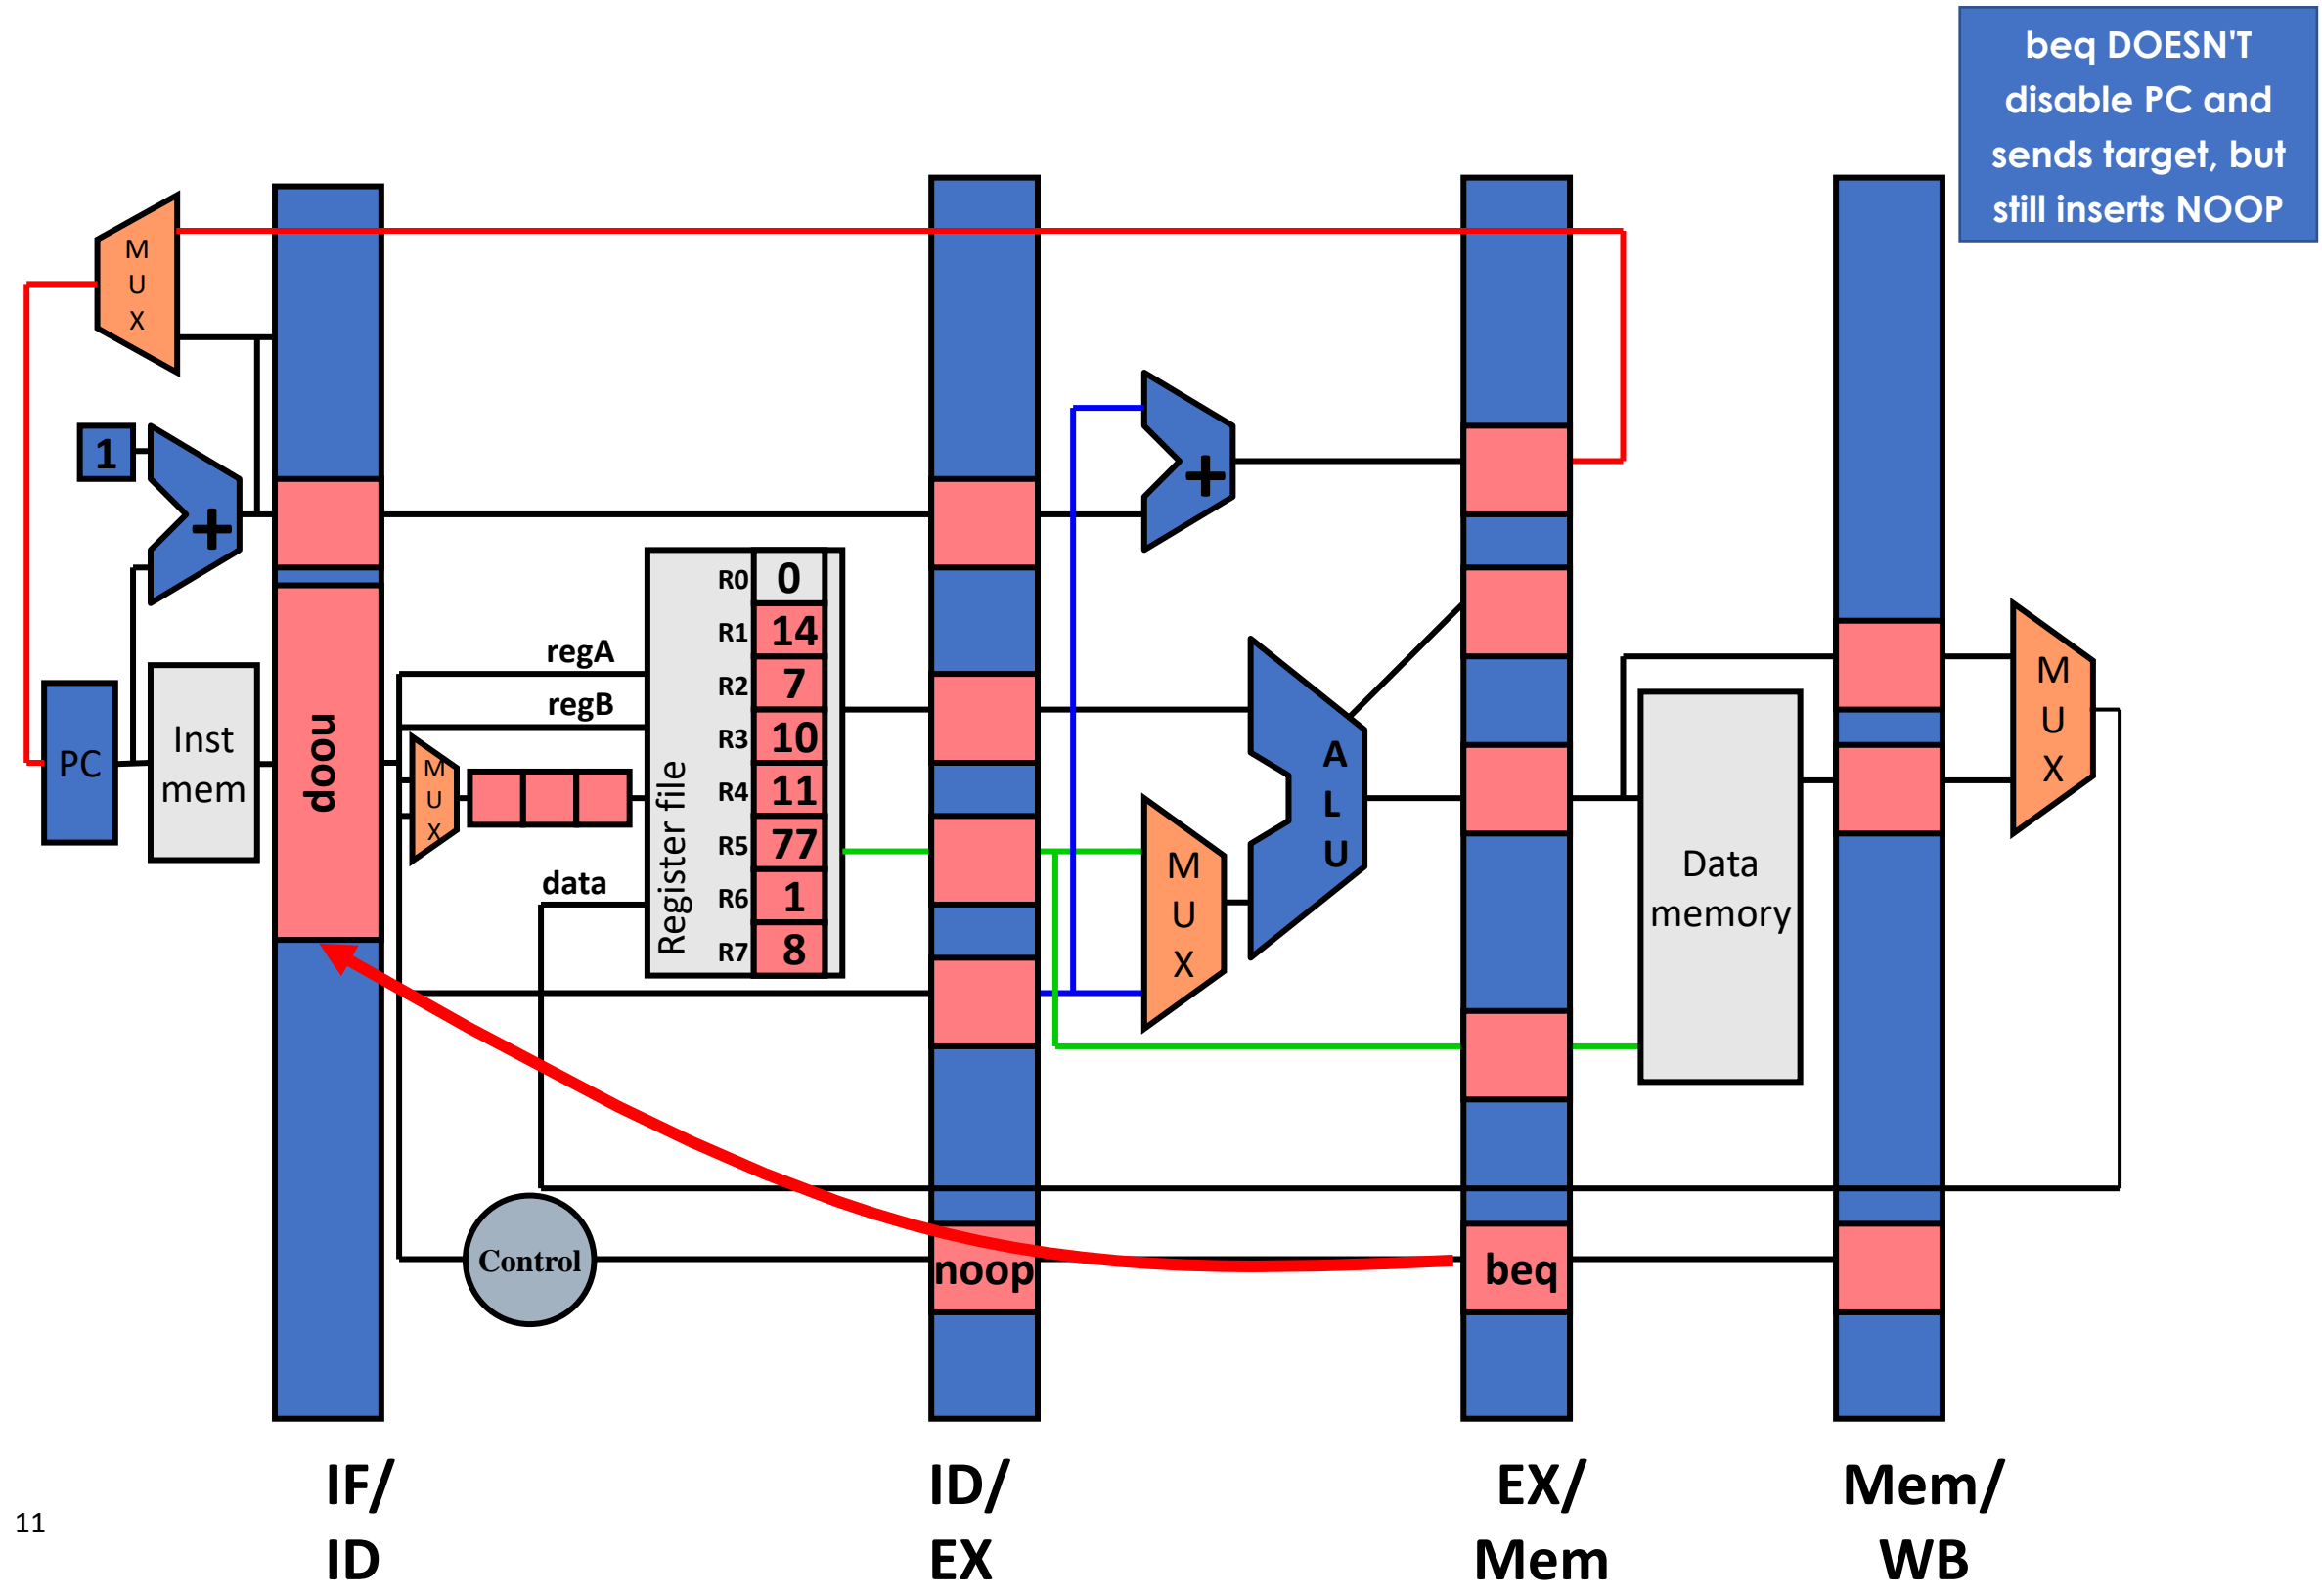 beq DOESN'T
disable PC and
sends target, but
still inserts NOOP
M
U
X
1
+
+
PC
Inst
mem
noop
regA
regB
M
U
X
data
Register file
R0 0
R1 14
R2 7
R3 10
R4 11
R5 77
R6 1
R7 8
M
U
X
A
L
U
Data
memory
M
U
X
Control
noop
beq
IF/
ID
ID/
EX
EX/
Mem
Mem/
WB
11